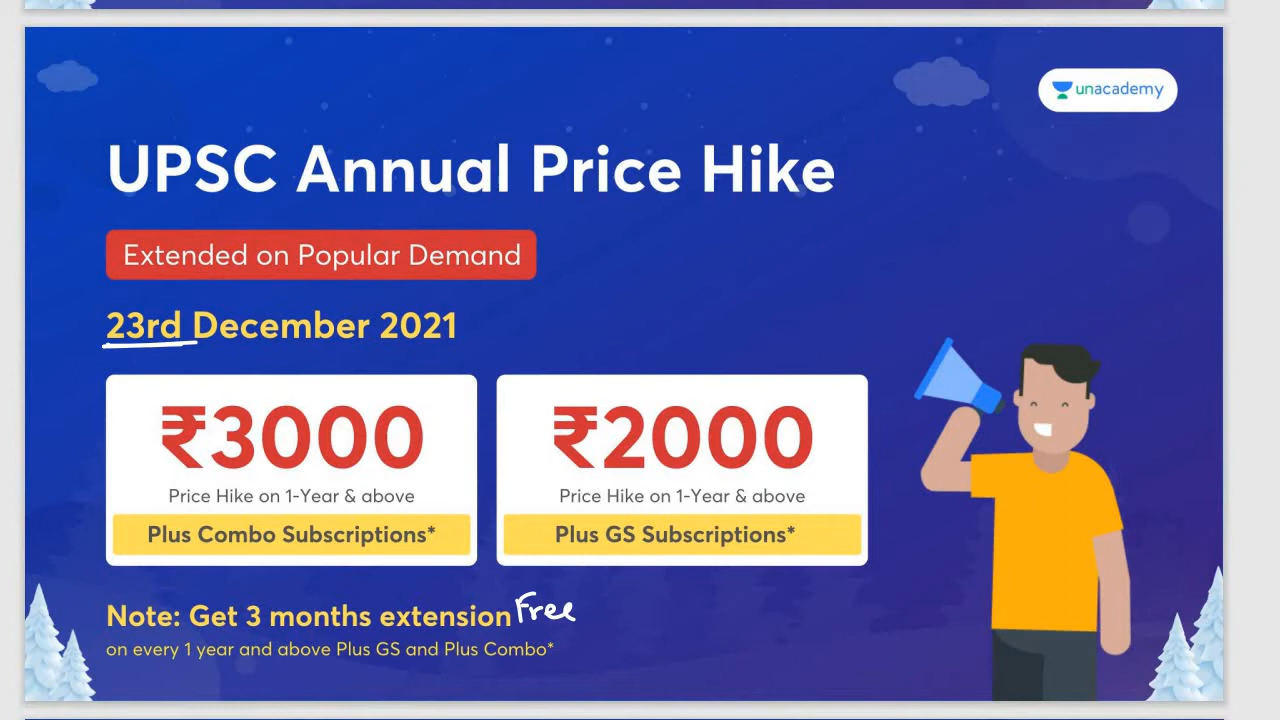 unacademy
UPSC Annual Price Hike
Extended on Popular Demand
23rd December 2021
₹3000
Price Hike on 1-Year & above
Plus Combo Subscriptions*
₹2000
Price Hike on 1-Year & above
Plus GS Subscriptions*
Note: Get 3 months extension Free
on every 1 year and above Plus GS and Plus Combo*